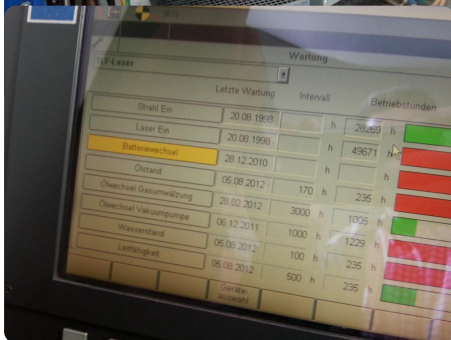 Wartung
TLF-Laser
Letzte Wartung Intervall Betriebstunden
Strahl Ein 20.08.1998 h 28289 h
Laser Ein 20.08.1998 h 49671 h
Batteriewechsel 28.12.2010 h h
Ölstand 05.08.2012 170 h 235 h
Ölwechsel Gasumwälzung 28.02.2012 3000 h 1005 h
Ölwechsel Vakuumpumpe 06.12.2011 1000 h 1229 h
Wasserstand 05.08.2012 100 h 235 h
Leitfähigkeit 05.08.2012 500 h 235 h
Geräte-
auswahl